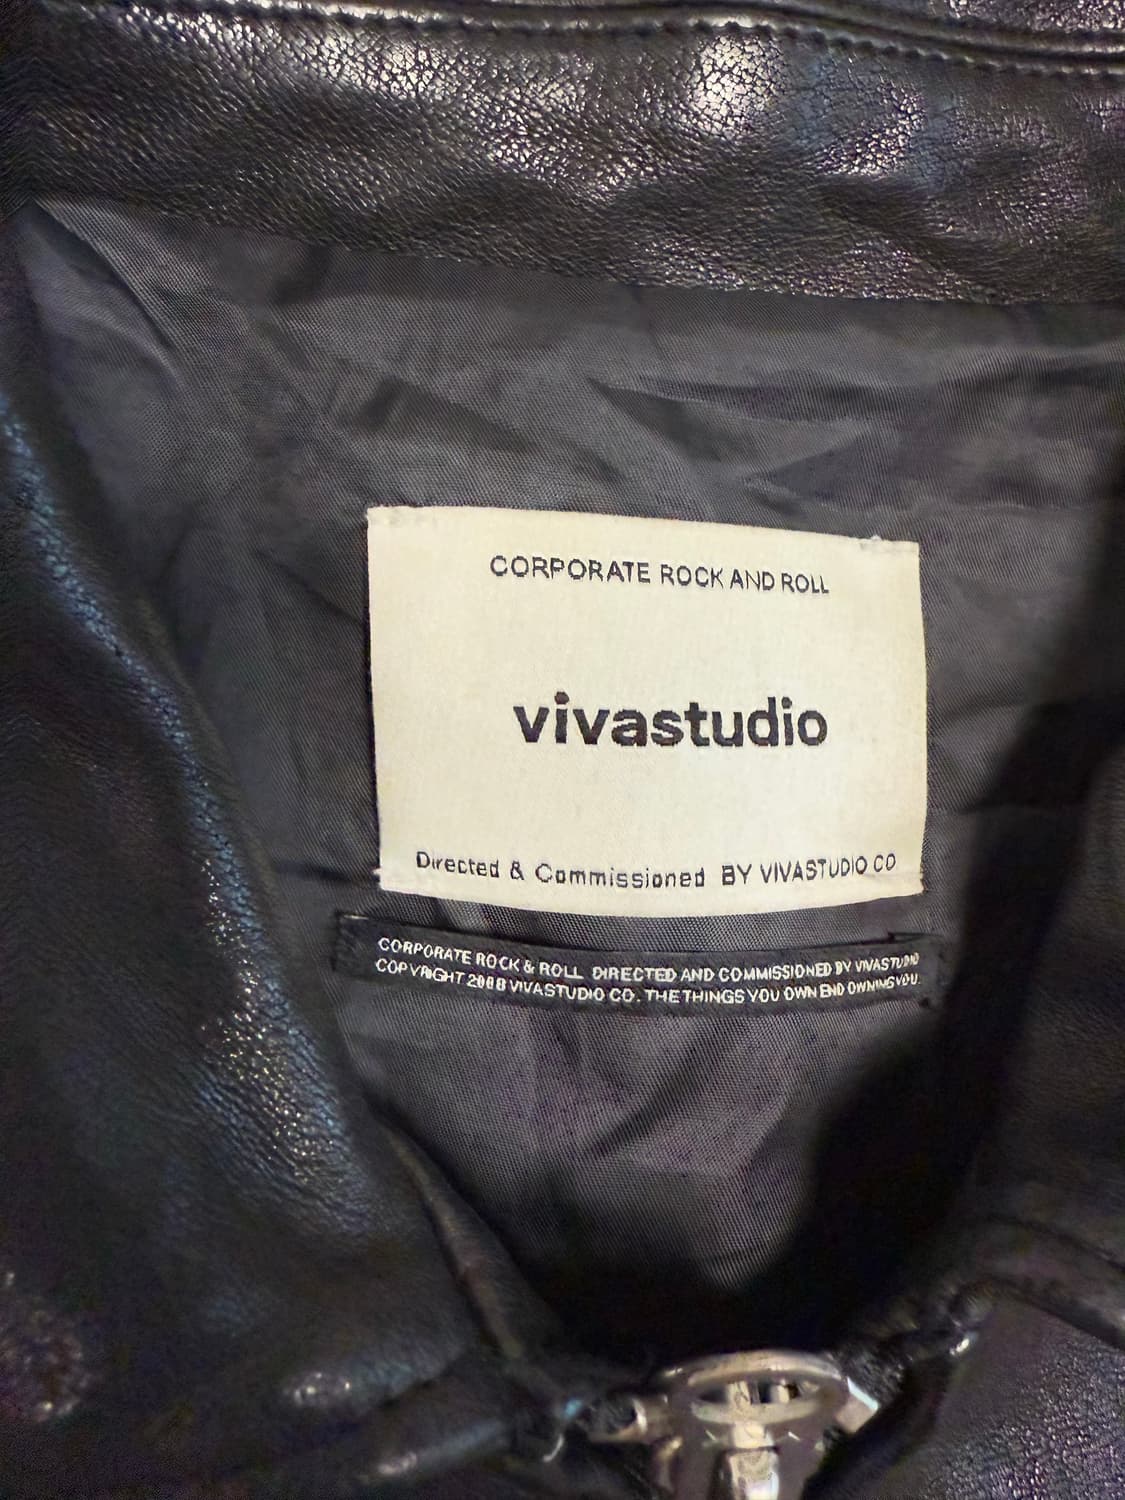 CORPORATE ROCK AND ROLL
vivastudio
Directed & Commissioned BY VIVASTUDIO CO
CORPORATE ROCK & ROLL DIRECTED AND COMMISSIONED BY VIVASTUDIO
COPYRIGHT 2008 VIVASTUDIO CO. THE THINGS YOU OWN END OWNING YOU.